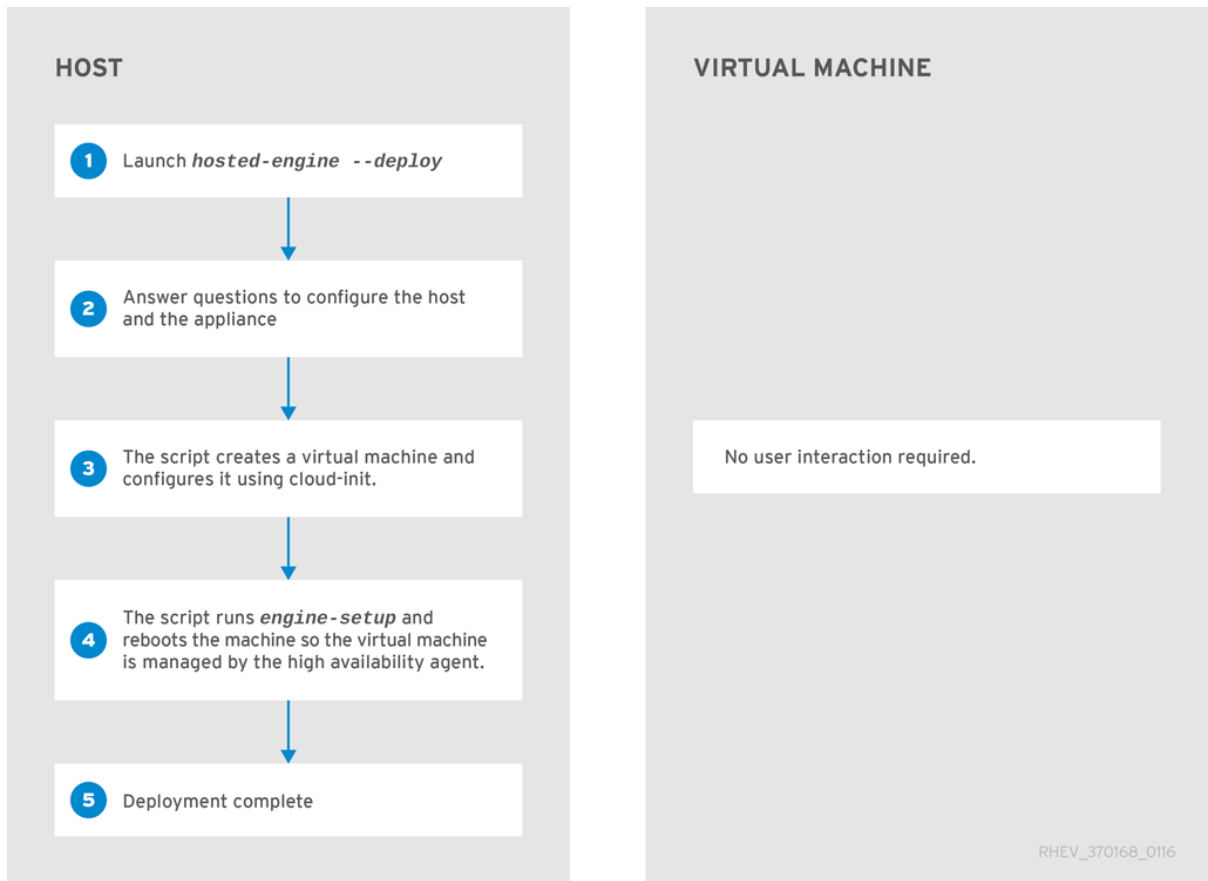 HOST
1 Launch hosted-engine --deploy
2 Answer questions to configure the host
and the appliance
3 The script creates a virtual machine and
configures it using cloud-init.
4 The script runs engine-setup and
reboots the machine so the virtual machine
is managed by the high availability agent.
5 Deployment complete
VIRTUAL MACHINE
No user interaction required.
RHEV_370168_0116